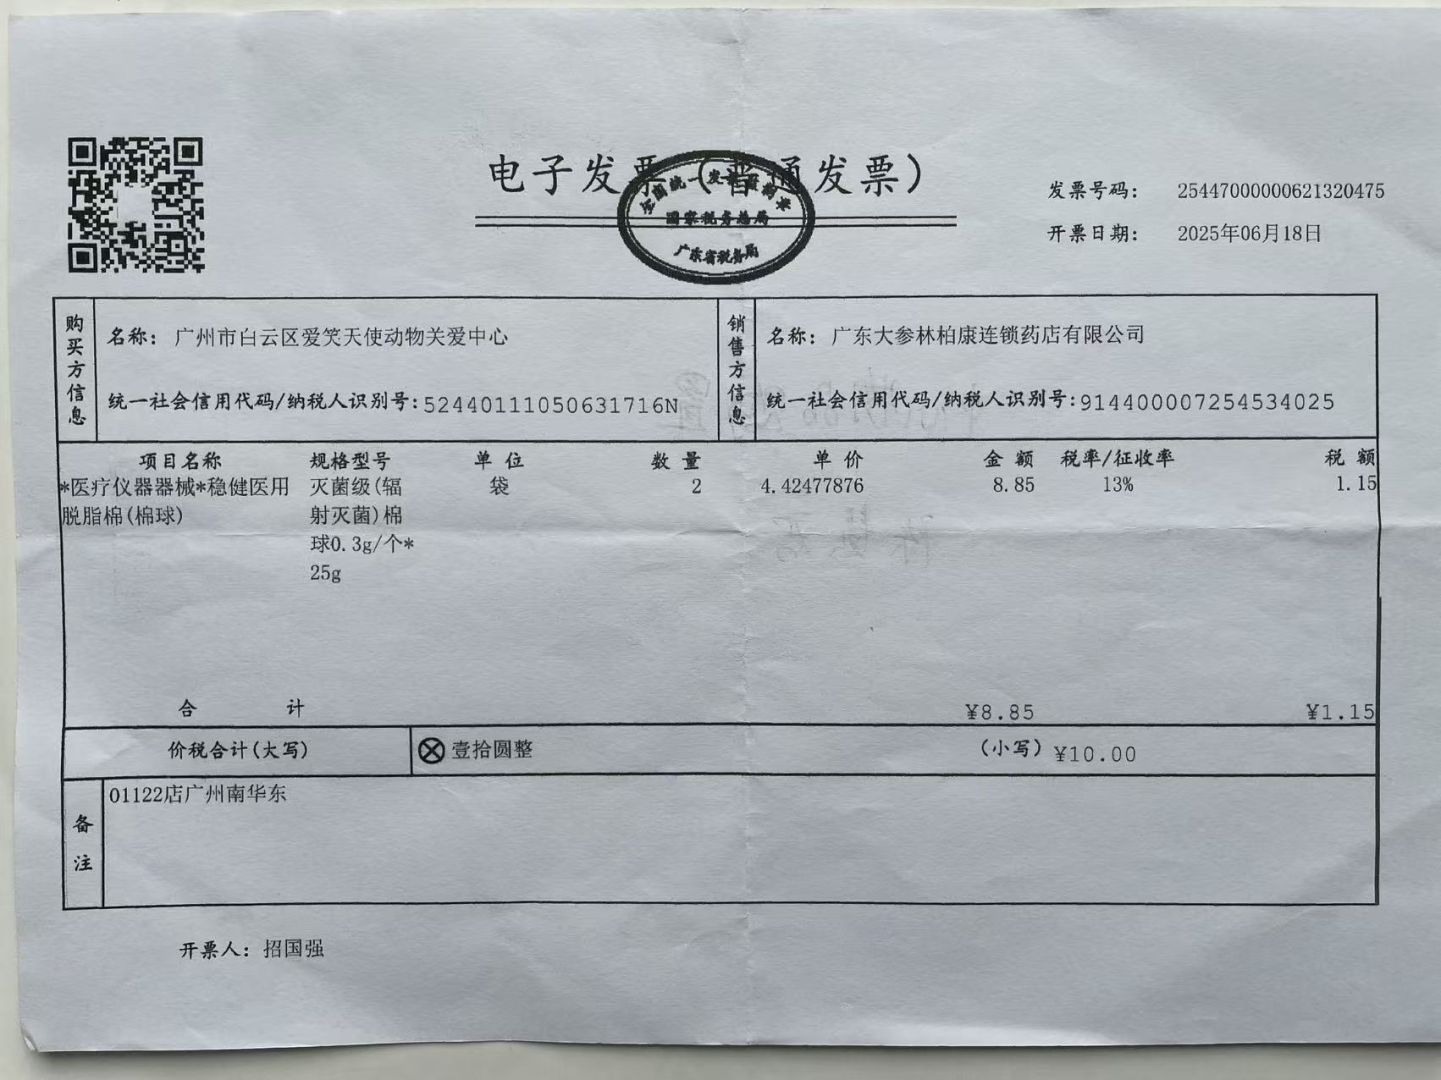 电子发票（普通发票）
全国统一发票监制章
国家税务总局
广东省税务局
发票号码： 25447000000621320475
开票日期： 2025年06月18日
购买方信息
名称： 广州市白云区爱笑天使动物关爱中心
统一社会信用代码/纳税人识别号:52440111050631716N
销售方信息
名称： 广东大参林柏康连锁药店有限公司
统一社会信用代码/纳税人识别号:914400007254534025
项目名称 规格型号 单位 数量 单价 金额 税率/征收率 税额
*医疗仪器器械*稳健医用 灭菌级(辐 袋 2 4.42477876 8.85 13% 1.15
脱脂棉(棉球) 射灭菌)棉
球0.3g/个*
25g
合计 ¥8.85 ¥1.15
价税合计(大写) ⊗壹拾圆整 (小写) ¥10.00
备注
01122店广州南华东
开票人： 招国强